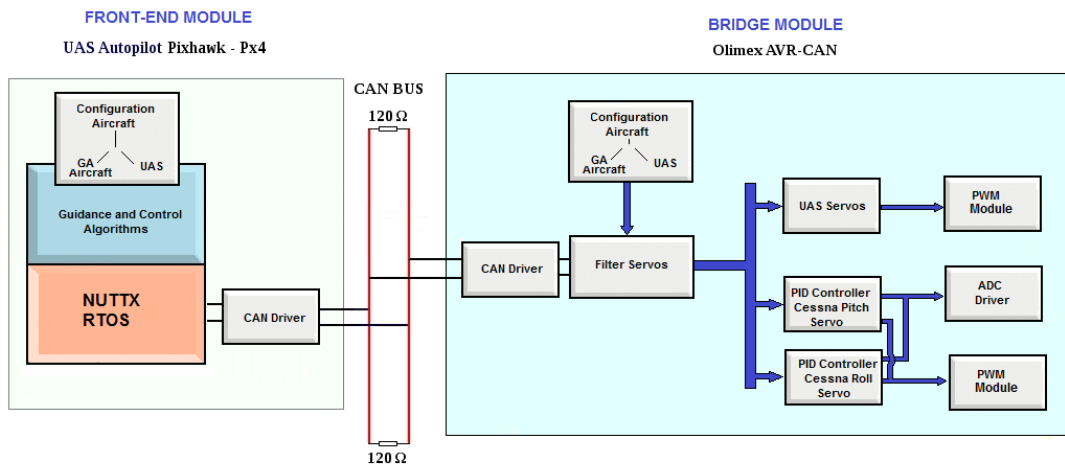 FRONT-END MODULE
UAS Autopilot Pixhawk - Px4
Configuration
Aircraft
GA
Aircraft
UAS
Guidance and Control
Algorithms
NUTTX
RTOS
CAN Driver
CAN BUS
120 Ω
120 Ω
BRIDGE MODULE
Olimex AVR-CAN
Configuration
Aircraft
GA
Aircraft
UAS
CAN Driver
Filter Servos
UAS Servos
PWM
Module
PID Controller
Cessna Pitch
Servo
ADC
Driver
PID Controller
Cessna Roll
Servo
PWM
Module